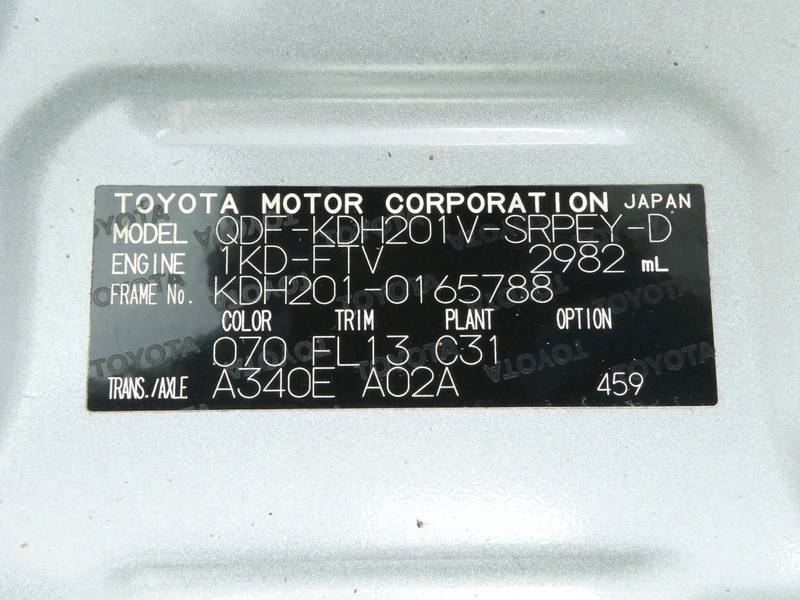 TOYOTA MOTOR CORPORATION JAPAN
MODEL QDF-KDH201V-SRPEY-D
ENGINE 1KD-FTV 2982 mL
FRAME No. KDH201-0165788
COLOR TRIM PLANT OPTION
070 FL13 C31
TRANS./AXLE A340E A02A 459